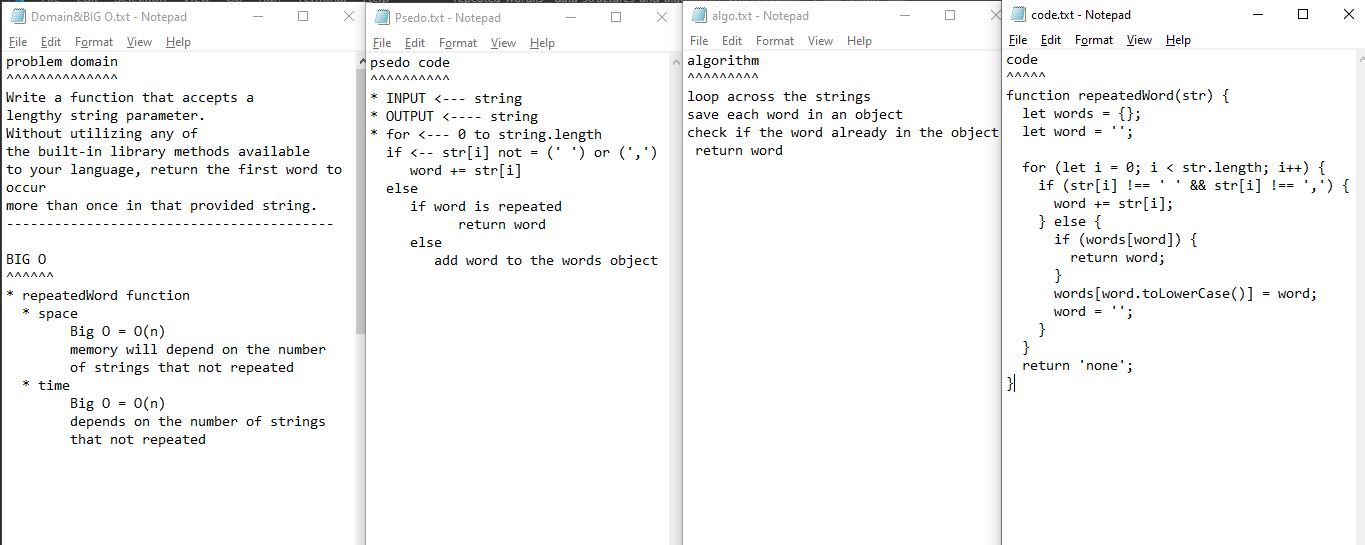 Domain&BIG O.txt - Notepad
File Edit Format View Help
problem domain
^^^^^^^^^^^^^^
Write a function that accepts a
lengthy string parameter.
Without utilizing any of
the built-in library methods available
to your language, return the first word to
occur
more than once in that provided string.
-----------------------------------------
BIG O
^^^^^^
* repeatedWord function
  * space
        Big O = O(n)
        memory will depend on the number
        of strings that not repeated
  * time
        Big O = O(n)
        depends on the number of strings
        that not repeated
Psedo.txt - Notepad
File Edit Format View Help
psedo code
^^^^^^^^^^
* INPUT <--- string
* OUTPUT <---- string
* for <--- 0 to string.length
  if <-- str[i] not = (' ') or (',')
     word += str[i]
  else
     if word is repeated
           return word
     else
        add word to the words object
algo.txt - Notepad
File Edit Format View Help
algorithm
^^^^^^^^^
loop across the strings
save each word in an object
check if the word already in the object
 return word
code.txt - Notepad
File Edit Format View Help
code
^^^^^
function repeatedWord(str) {
  let words = {};
  let word = '';
  for (let i = 0; i < str.length; i++) {
    if (str[i] !== ' ' && str[i] !== ',') {
      word += str[i];
    } else {
      if (words[word]) {
        return word;
      }
      words[word.toLowerCase()] = word;
      word = '';
    }
  }
  return 'none';
}